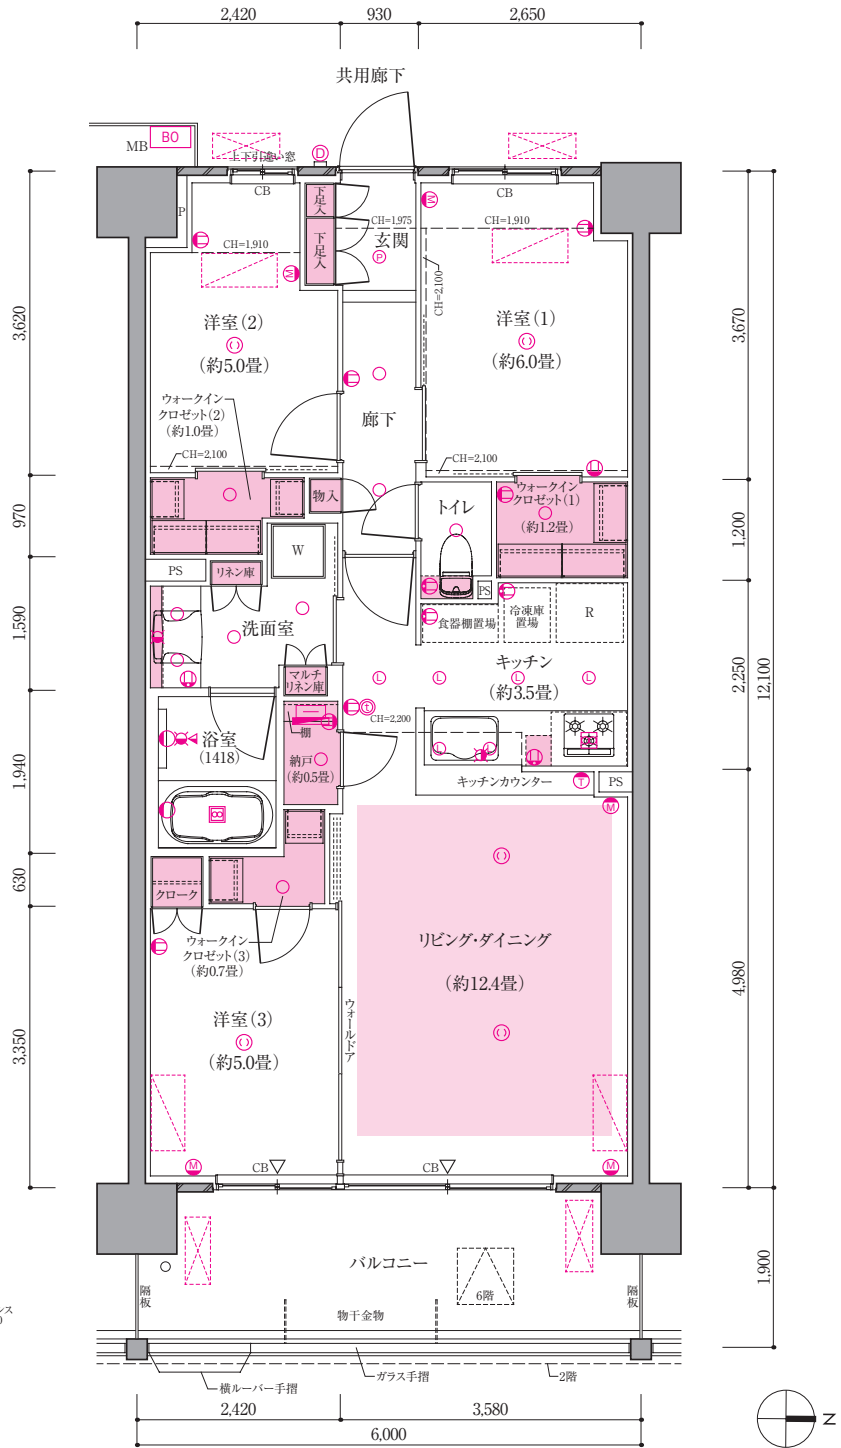 2,420
930
2,650
共用廊下
MB
BO
上下引違い窓
D
CB
CB
P
下足入
下足入
CH=1,975
CH=1,910
CH=1,910
M
玄関
P
M
CH=2,100
3,620
3,670
洋室(2)
(約5.0畳)
洋室(1)
(約6.0畳)
ウォークイン
クロゼット(2)
(約1.0畳)
廊下
CH=2,100
CH=2,100
物入
トイレ
ウォークイン
クロゼット(1)
(約1.2畳)
970
1,200
W
PS
リネン庫
PS
食器棚置場
冷凍庫
置場
R
1,590
洗面室
マルチ
リネン庫
キッチン
(約3.5畳)
L
L
L
L
2,250
12,100
t
CH=2,200
棚
浴室
(1418)
納戸
(約0.5畳)
L
L
1,940
キッチンカウンター
T
PS
M
630
クローク
ウォークイン
クロゼット(3)
(約0.7畳)
リビング・ダイニング
(約12.4畳)
4,980
ウォールドア
洋室(3)
(約5.0畳)
3,350
M
CB
CB
M
バルコニー
1,900
隔板
隔板
6階
物干金物
ンス
横ルーバー手摺
ガラス手摺
2階
2,420
3,580
6,000
N